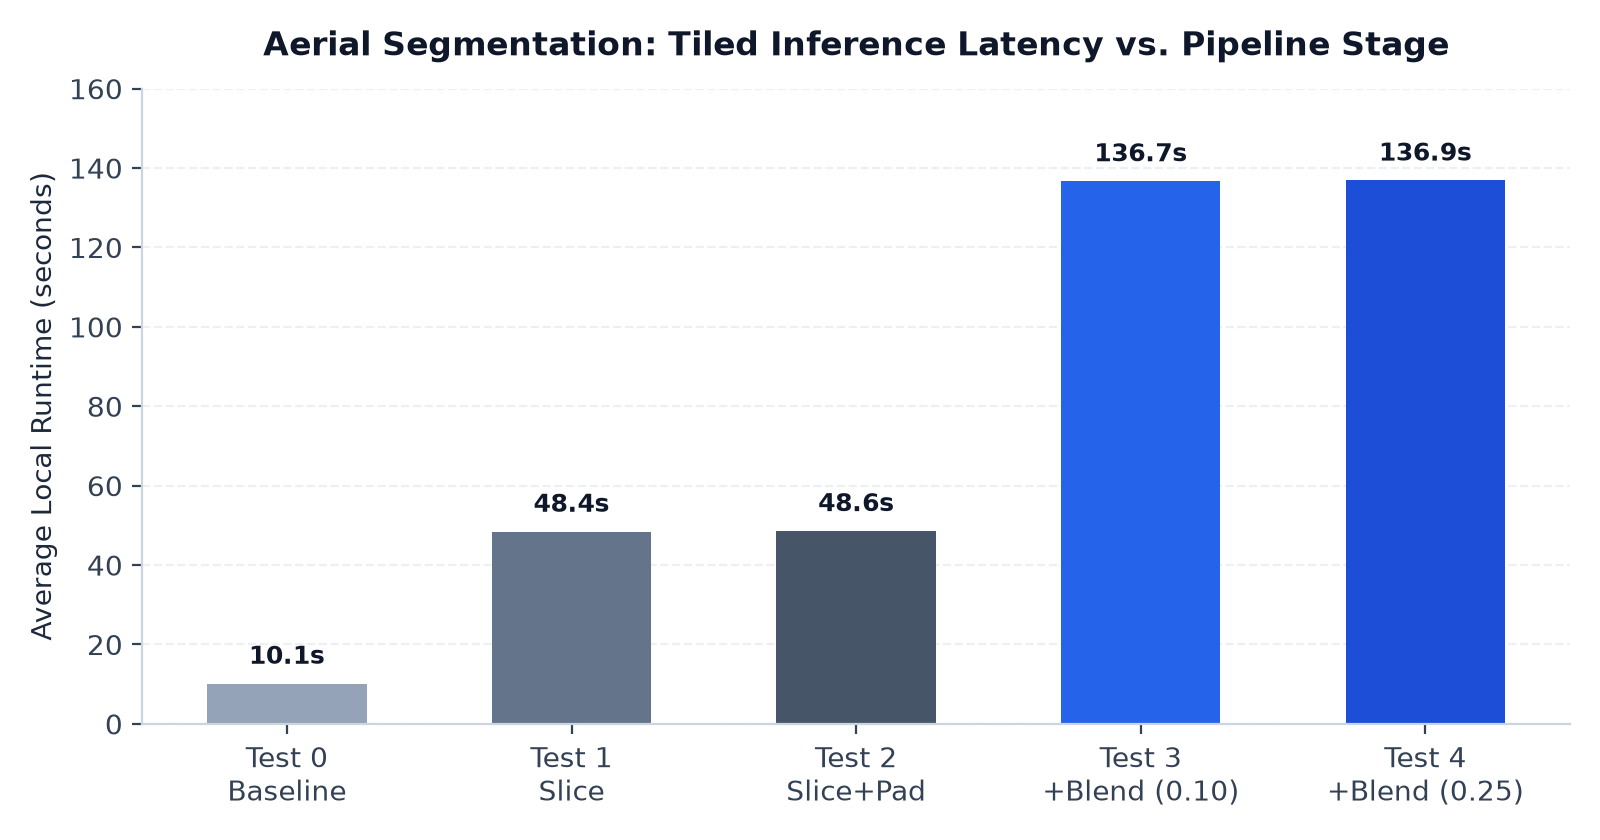 Aerial Segmentation: Tiled Inference Latency vs. Pipeline Stage
Average Local Runtime (seconds)
160
140
120
100
80
60
40
20
0
10.1s
48.4s
48.6s
136.7s
136.9s
Test 0
Baseline
Test 1
Slice
Test 2
Slice+Pad
Test 3
+Blend (0.10)
Test 4
+Blend (0.25)